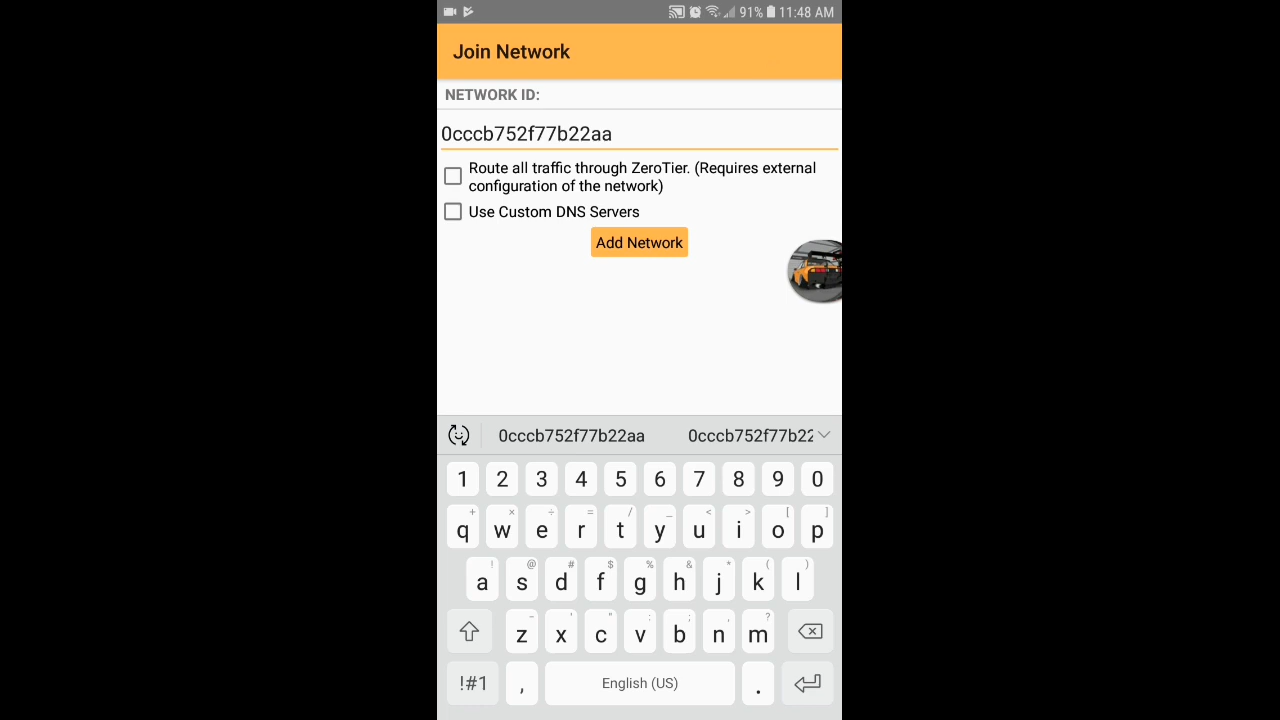 91% 11:48 AM
Join Network
NETWORK ID:
0cccb752f77b22aa
Route all traffic through ZeroTier. (Requires external
configuration of the network)
Use Custom DNS Servers
Add Network
0cccb752f77b22aa 0cccb752f77b22
1 2 3 4 5 6 7 8 9 0
+ × ÷ = / _ < > [ ]
q w e r t y u i o p
! @ # $ % & * ( )
a s d f g h j k l
- ' " : ; , ?
z x c v b n m
!#1 , English (US) .